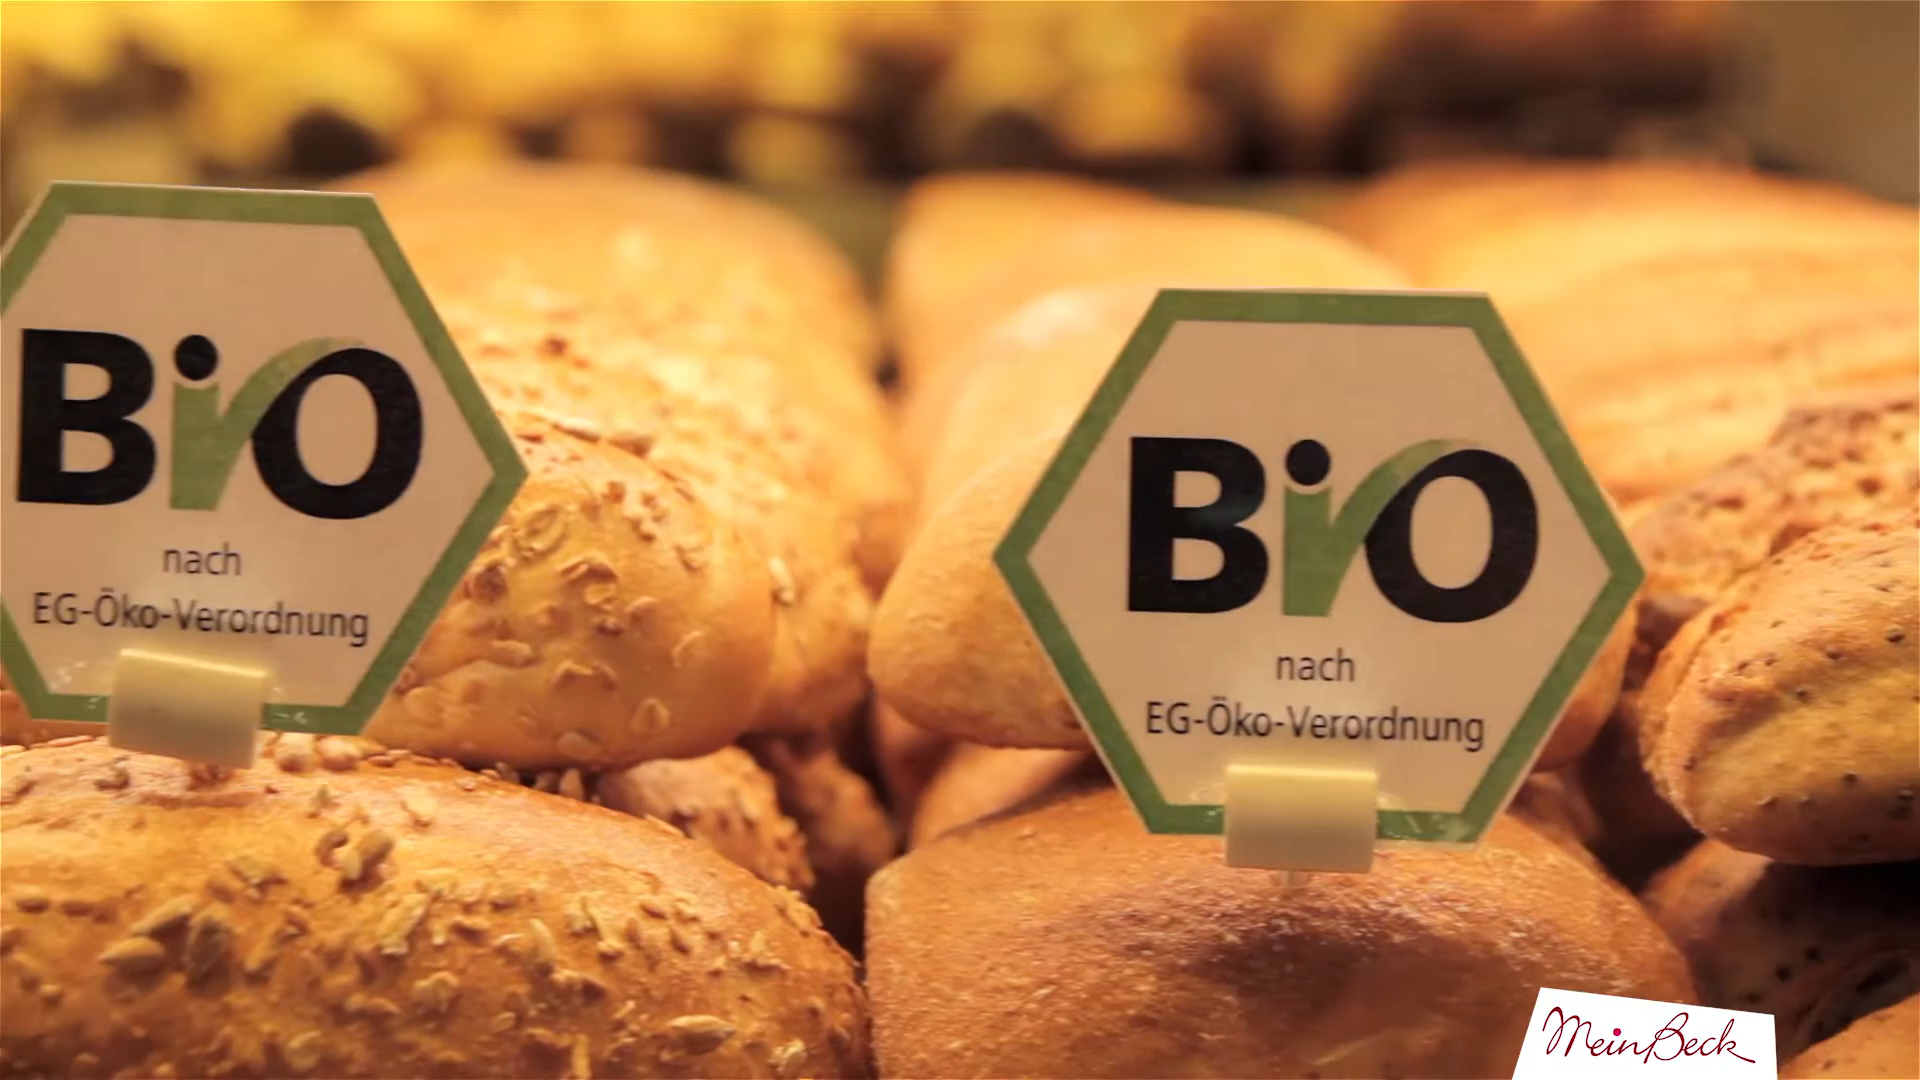 BiO
nach
EG-Öko-Verordnung
BiO
nach
EG-Öko-Verordnung
MeinBeck